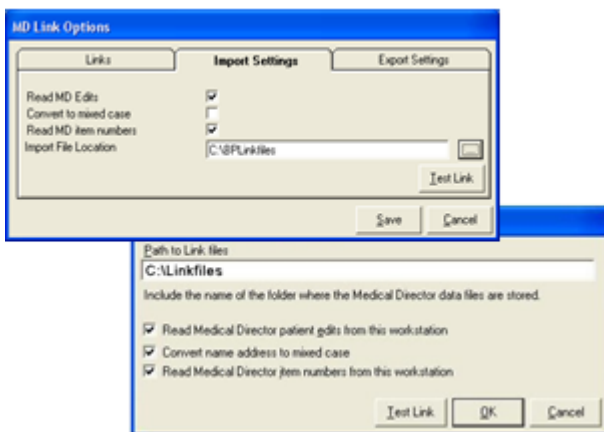 MD Link Options
Links Import Settings Export Settings
Read MD Edits
Convert to mixed case
Read MD item numbers
Import File Location C:\BPLinkfiles ...
Test Link
Save Cancel
Path to Link files
C:\Linkfiles
Include the name of the folder where the Medical Director data files are stored.
Read Medical Director patient edits from this workstation
Convert name address to mixed case
Read Medical Director item numbers from this workstation
Test Link OK Cancel